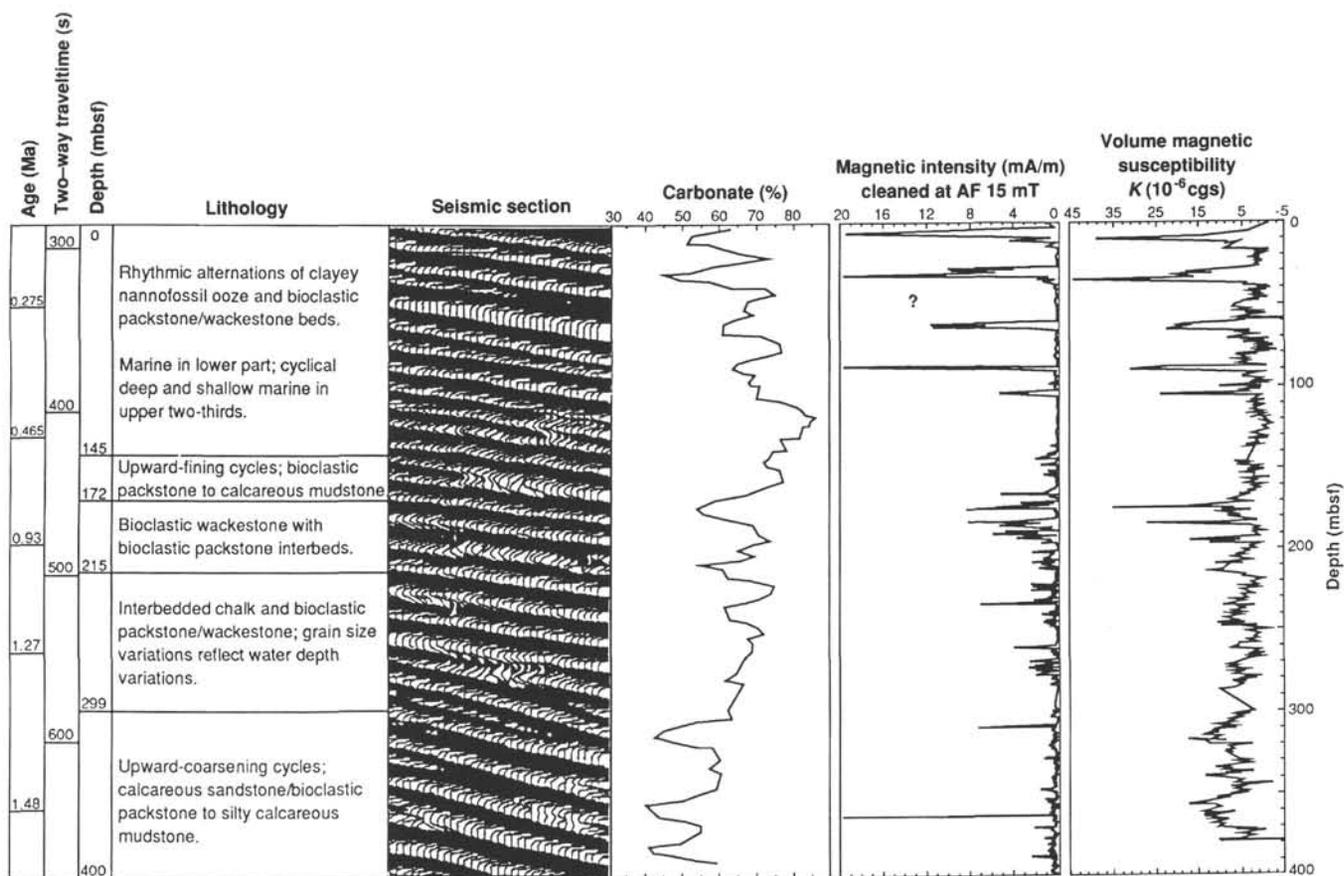 Age (Ma)
Two-way traveltime (s)
Depth (mbsf)
Lithology
Seismic section
Carbonate (%)
Magnetic intensity (mA/m)
cleaned at AF 15 mT
Volume magnetic
susceptibility
K (10-6cgs)
30 40 50 60 70 80
20 16 12 8 4 0
45 35 25 15 5 -5
0.275
0.465
0.93
1.27
1.48
300
400
500
600
0
145
172
215
299
400
Rhythmic alternations of clayey
nannofossil ooze and bioclastic
packstone/wackestone beds.
Marine in lower part; cyclical
deep and shallow marine in
upper two-thirds.
Upward-fining cycles; bioclastic
packstone to calcareous mudstone
Bioclastic wackestone with
bioclastic packstone interbeds.
Interbedded chalk and bioclastic
packstone/wackestone; grain size
variations reflect water depth
variations.
Upward-coarsening cycles;
calcareous sandstone/bioclastic
packstone to silty calcareous
mudstone.
?
0
100
200
300
400
Depth (mbsf)